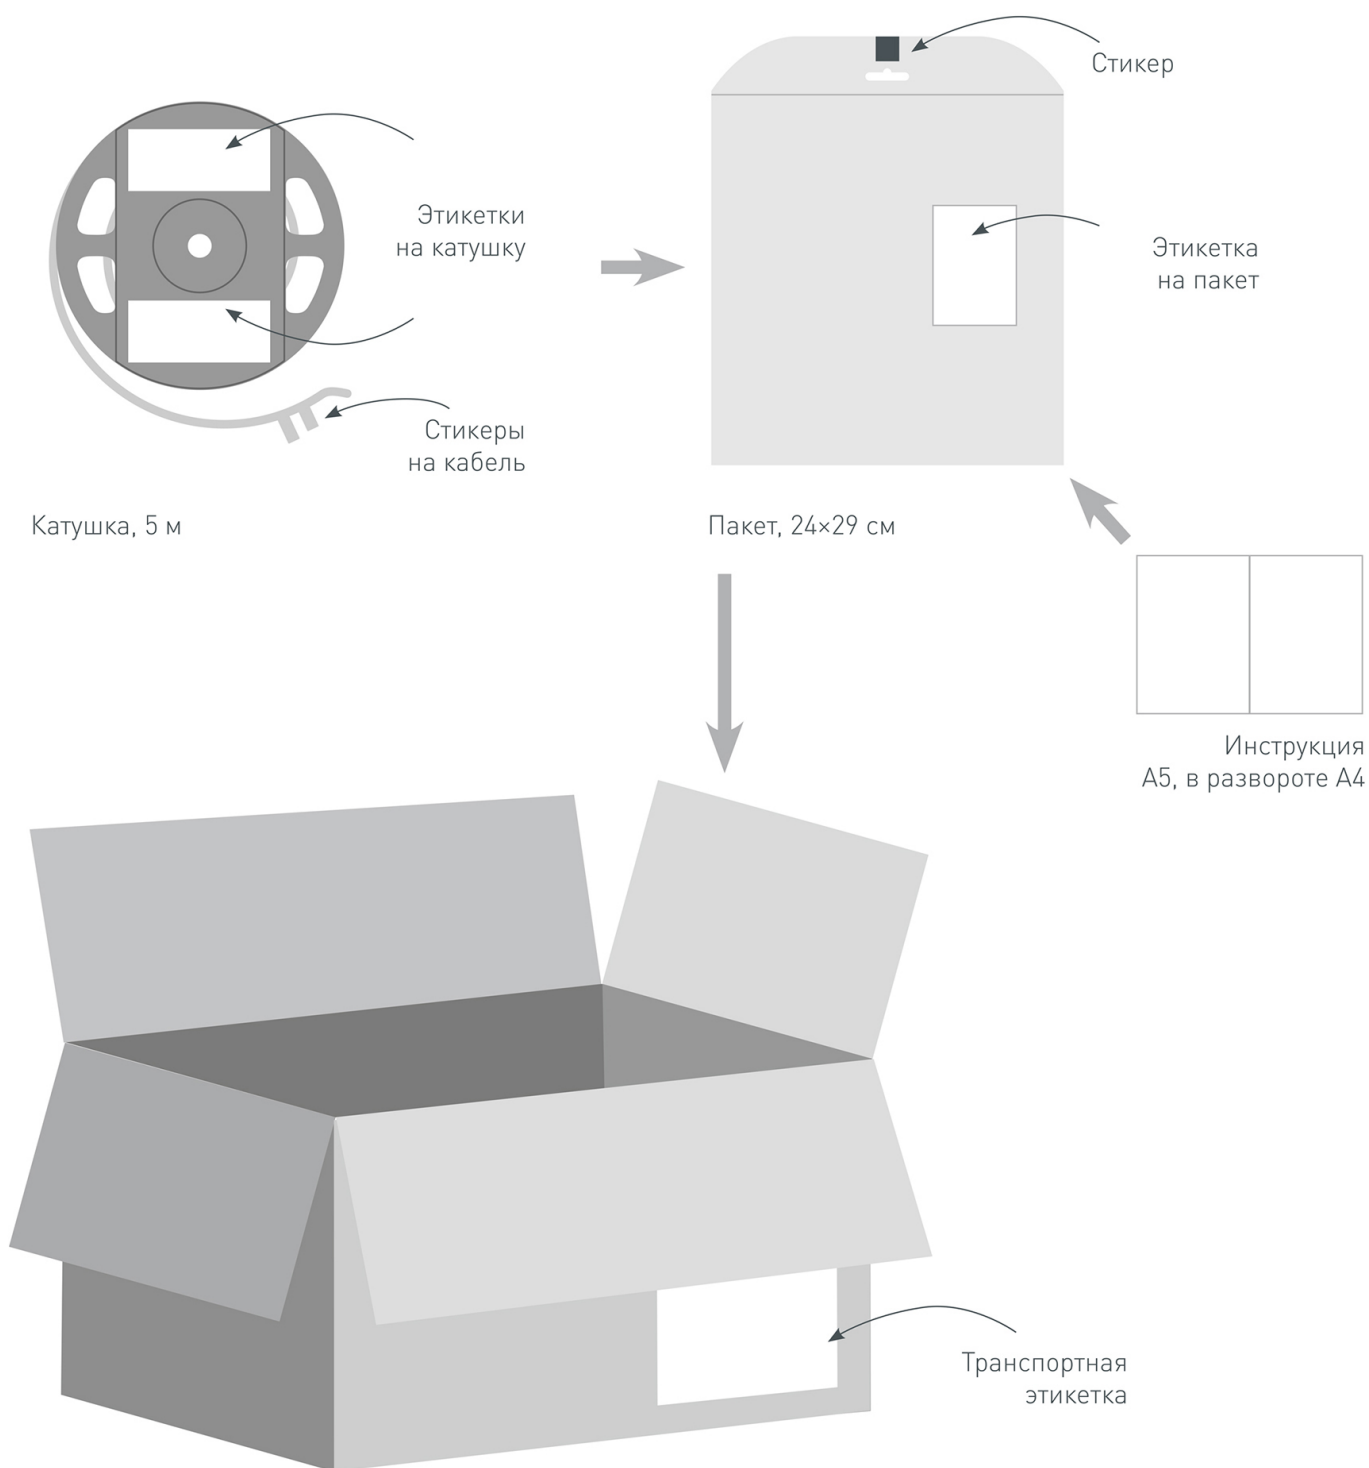 Стикер
Этикетки
на катушку
Этикетка
на пакет
Стикеры
на кабель
Катушка, 5 м
Пакет, 24×29 см
Инструкция
А5, в развороте А4
Транспортная
этикетка